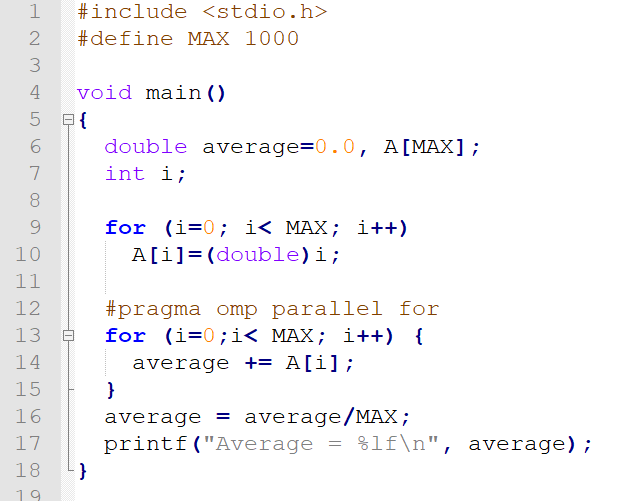 1 #include <stdio.h>
2 #define MAX 1000
3
4 void main()
5 {
6   double average=0.0, A[MAX];
7   int i;
8
9   for (i=0; i< MAX; i++)
10     A[i]=(double)i;
11
12   #pragma omp parallel for
13   for (i=0;i< MAX; i++) {
14     average += A[i];
15   }
16   average = average/MAX;
17   printf("Average = %lf\n", average);
18 }
19